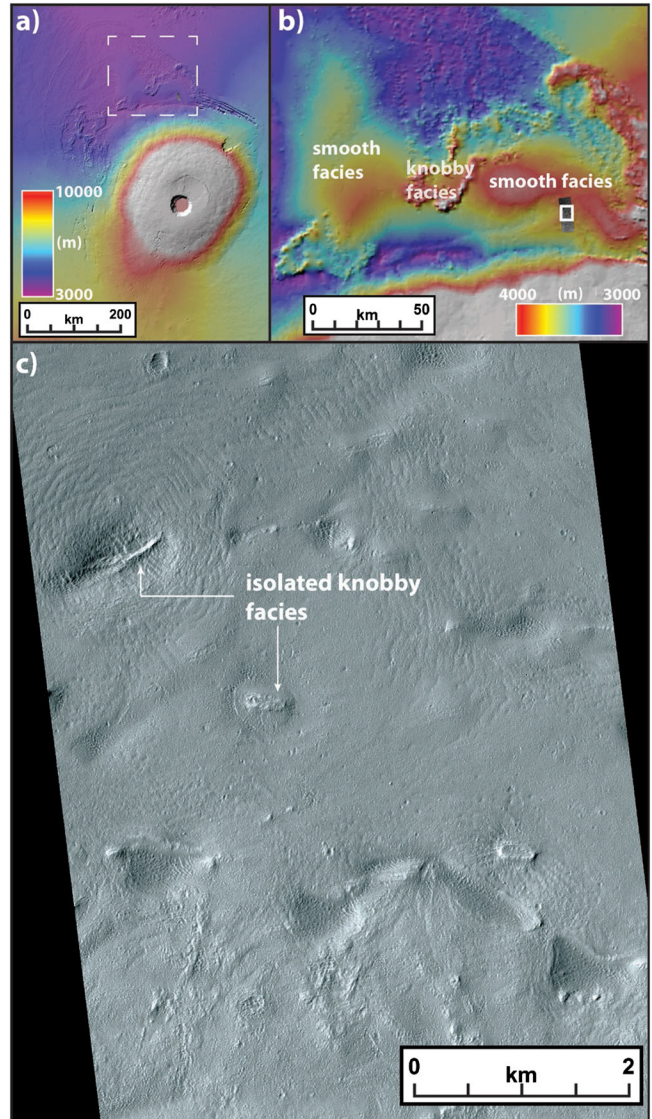 a)
10000
(m)
3000
0 200
km
b)
smooth
facies
knobby
facies
smooth facies
0 50
km
4000 (m) 3000
c)
isolated knobby
facies
0 2
km